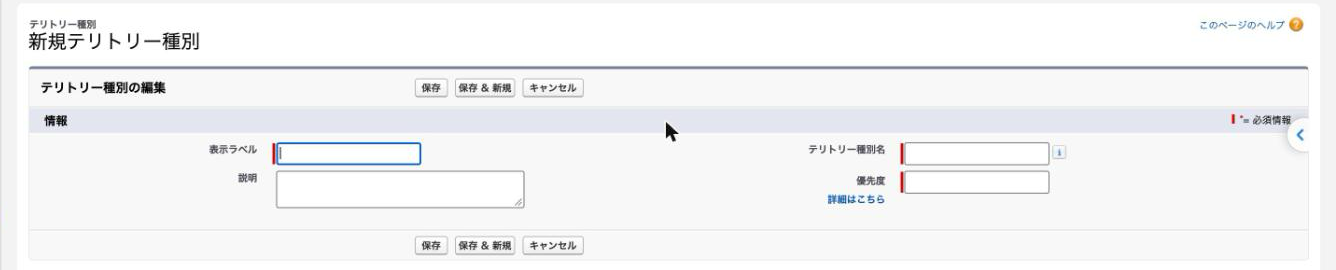 テリトリー種別
新規テリトリー種別
このページのヘルプ ?
テリトリー種別の編集 保存 保存 & 新規 キャンセル
情報 *= 必須情報
表示ラベル テリトリー種別名 i
説明 優先度
詳細はこちら
保存 保存 & 新規 キャンセル